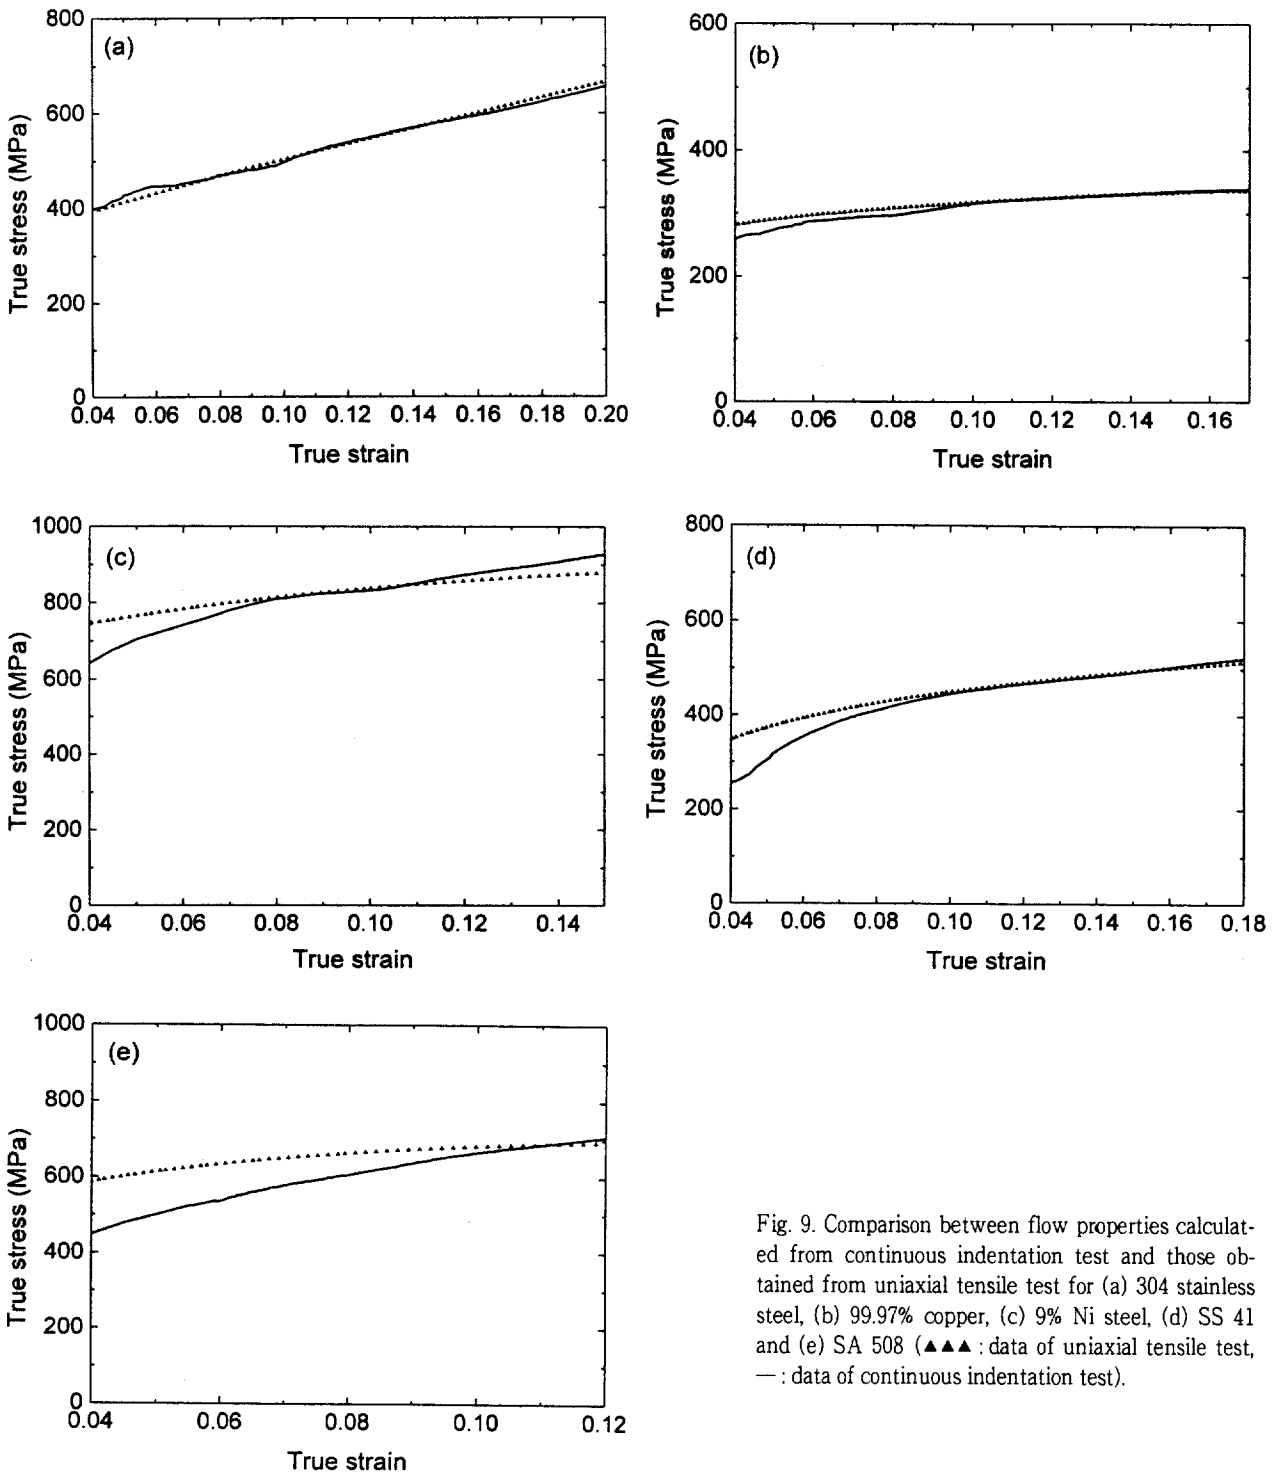 (a)
800
600
400
200
0
0.04 0.06 0.08 0.10 0.12 0.14 0.16 0.18 0.20
True strain
True stress (MPa)
(b)
600
400
200
0
0.04 0.06 0.08 0.10 0.12 0.14 0.16
True strain
True stress (MPa)
(c)
1000
800
600
400
200
0
0.04 0.06 0.08 0.10 0.12 0.14
True strain
True stress (MPa)
(d)
800
600
400
200
0
0.04 0.06 0.08 0.10 0.12 0.14 0.16 0.18
True strain
True stress (MPa)
(e)
1000
800
600
400
200
0
0.04 0.06 0.08 0.10 0.12
True strain
True stress (MPa)
Fig. 9. Comparison between flow properties calculat-
ed from continuous indentation test and those ob-
tained from uniaxial tensile test for (a) 304 stainless
steel, (b) 99.97% copper, (c) 9% Ni steel, (d) SS 41
and (e) SA 508 (▲▲▲ : data of uniaxial tensile test,
— : data of continuous indentation test).